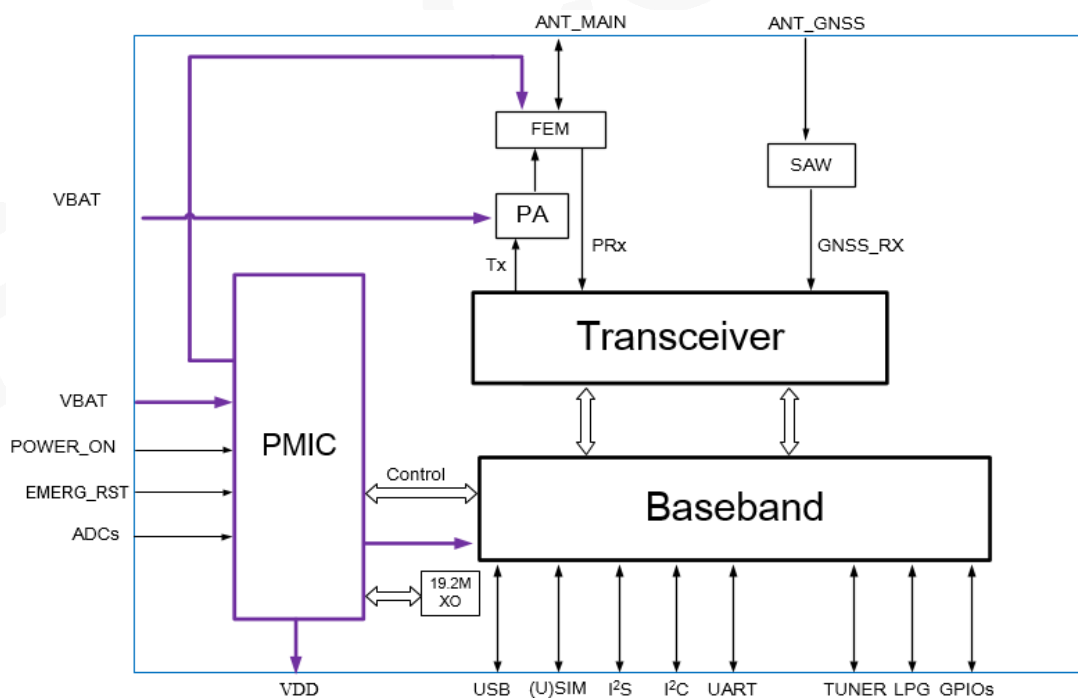 ANT_MAIN
ANT_GNSS
FEM
SAW
VBAT
PA
PRx
GNSS_RX
Tx
Transceiver
VBAT
PMIC
POWER_ON
Control
EMERG_RST
Baseband
ADCs
19.2M
XO
VDD
USB
(U)SIM
I²S
I²C
UART
TUNER
LPG
GPIOs